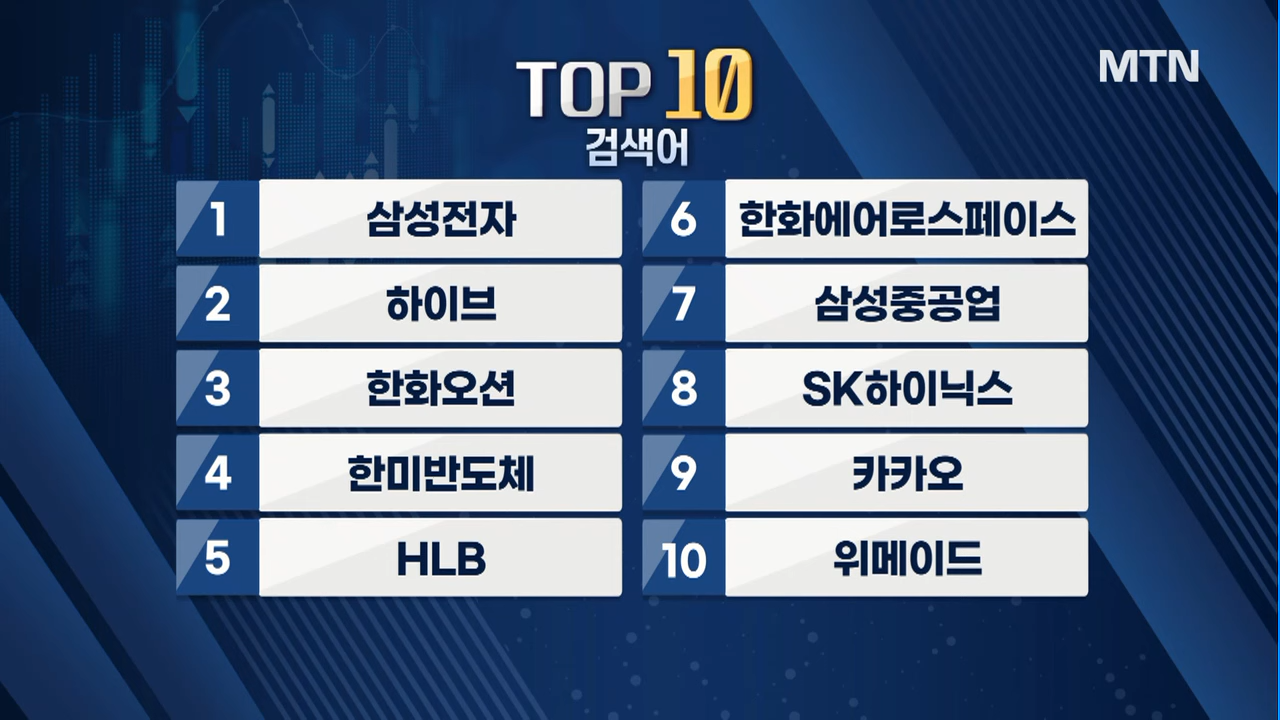 TOP 10
검색어
MTN
1 삼성전자
2 하이브
3 한화오션
4 한미반도체
5 HLB
6 한화에어로스페이스
7 삼성중공업
8 SK하이닉스
9 카카오
10 위메이드